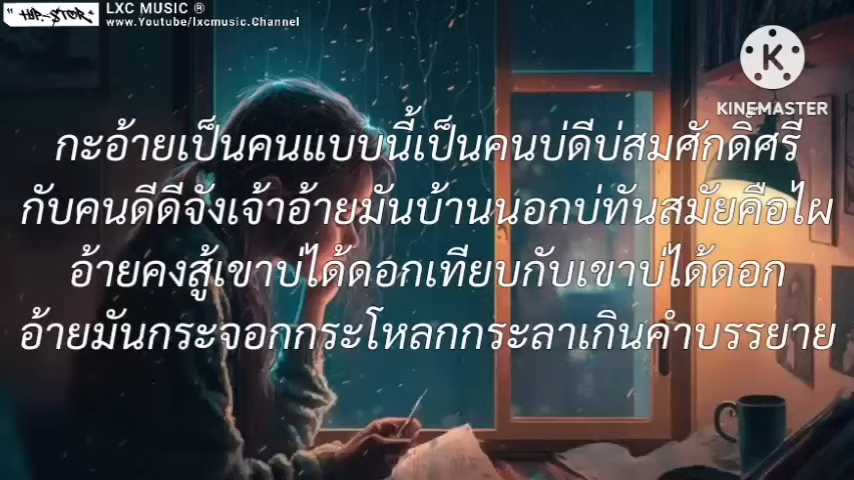 HIP-STOR
LXC MUSIC ®
www.Youtube/lxcmusic.Channel
K
KINEMASTER
กะอ้ายเป็นคนแบบนี้เป็นคนบ่ดีบ่สมศักดิ์ศรี
กับคนดีดีจั่งเจ้าอ้ายมันบ้านนอกบ่ทันสมัยคือไผ
อ้ายคงสู้เขาบ่ได้ดอกเทียบกับเขาบ่ได้ดอก
อ้ายมันกระจอกกระโหลกกระลาเกินคำบรรยาย